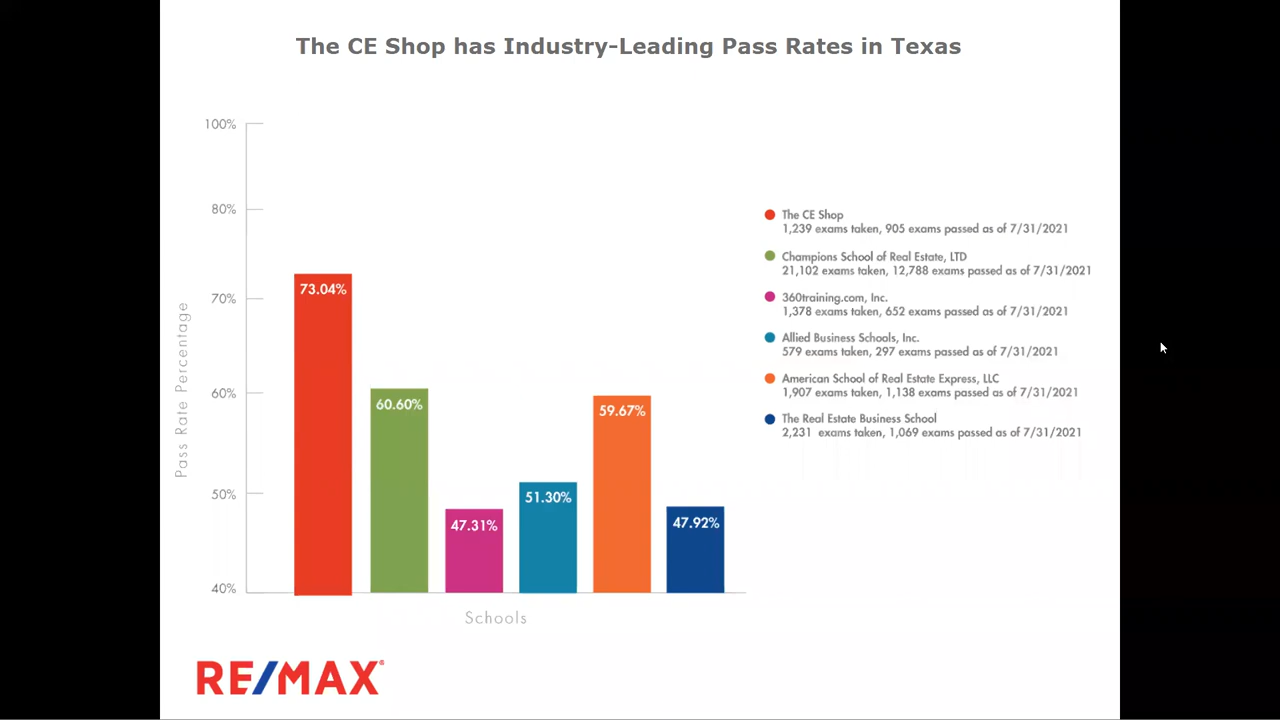 The CE Shop has Industry-Leading Pass Rates in Texas
100%
80%
70%
60%
50%
40%
Pass Rate Percentage
73.04%
60.60%
47.31%
51.30%
59.67%
47.92%
Schools
The CE Shop
1,239 exams taken, 905 exams passed as of 7/31/2021
Champions School of Real Estate, LTD
21,102 exams taken, 12,788 exams passed as of 7/31/2021
360training.com, Inc.
1,378 exams taken, 652 exams passed as of 7/31/2021
Allied Business Schools, Inc.
579 exams taken, 297 exams passed as of 7/31/2021
American School of Real Estate Express, LLC
1,907 exams taken, 1,138 exams passed as of 7/31/2021
The Real Estate Business School
2,231 exams taken, 1,069 exams passed as of 7/31/2021
RE/MAX®